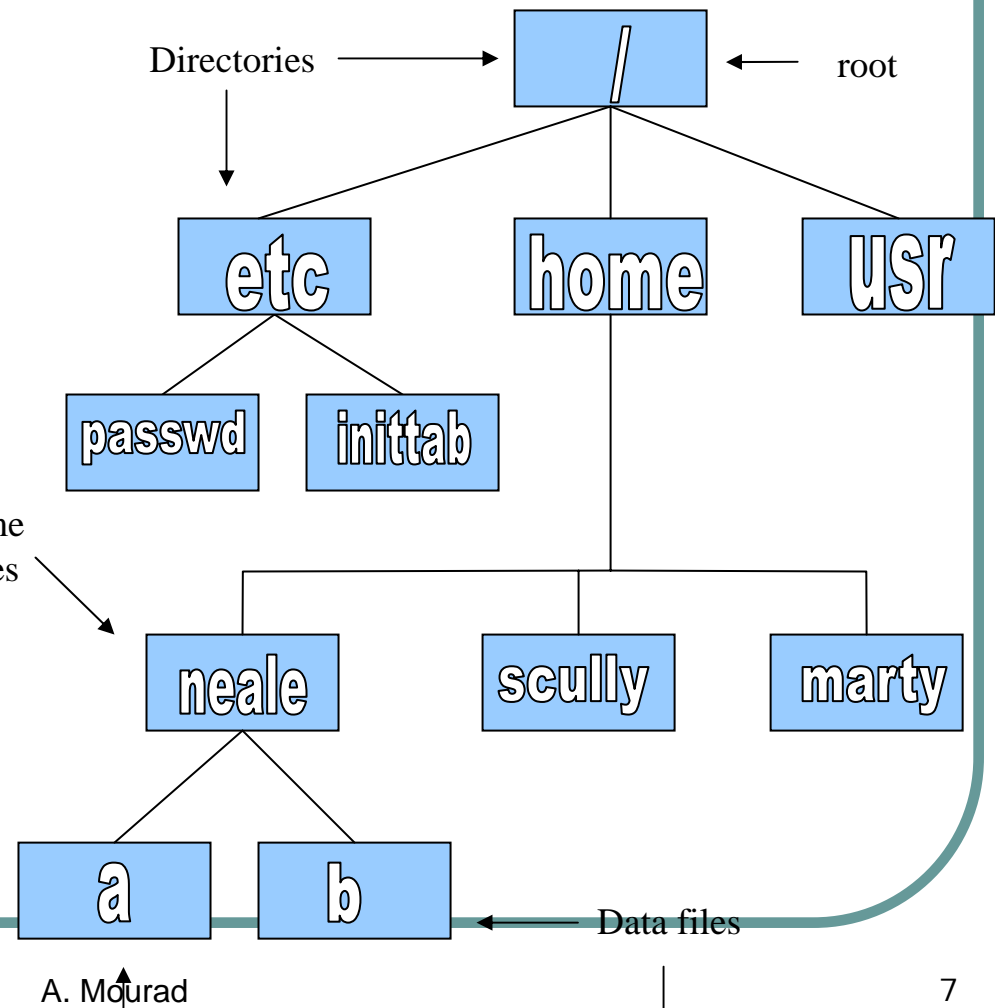 /
Directories
root
etc
home
usr
passwd
inittab
neale
scully
marty
a
b
Data files
A. Mourad
7